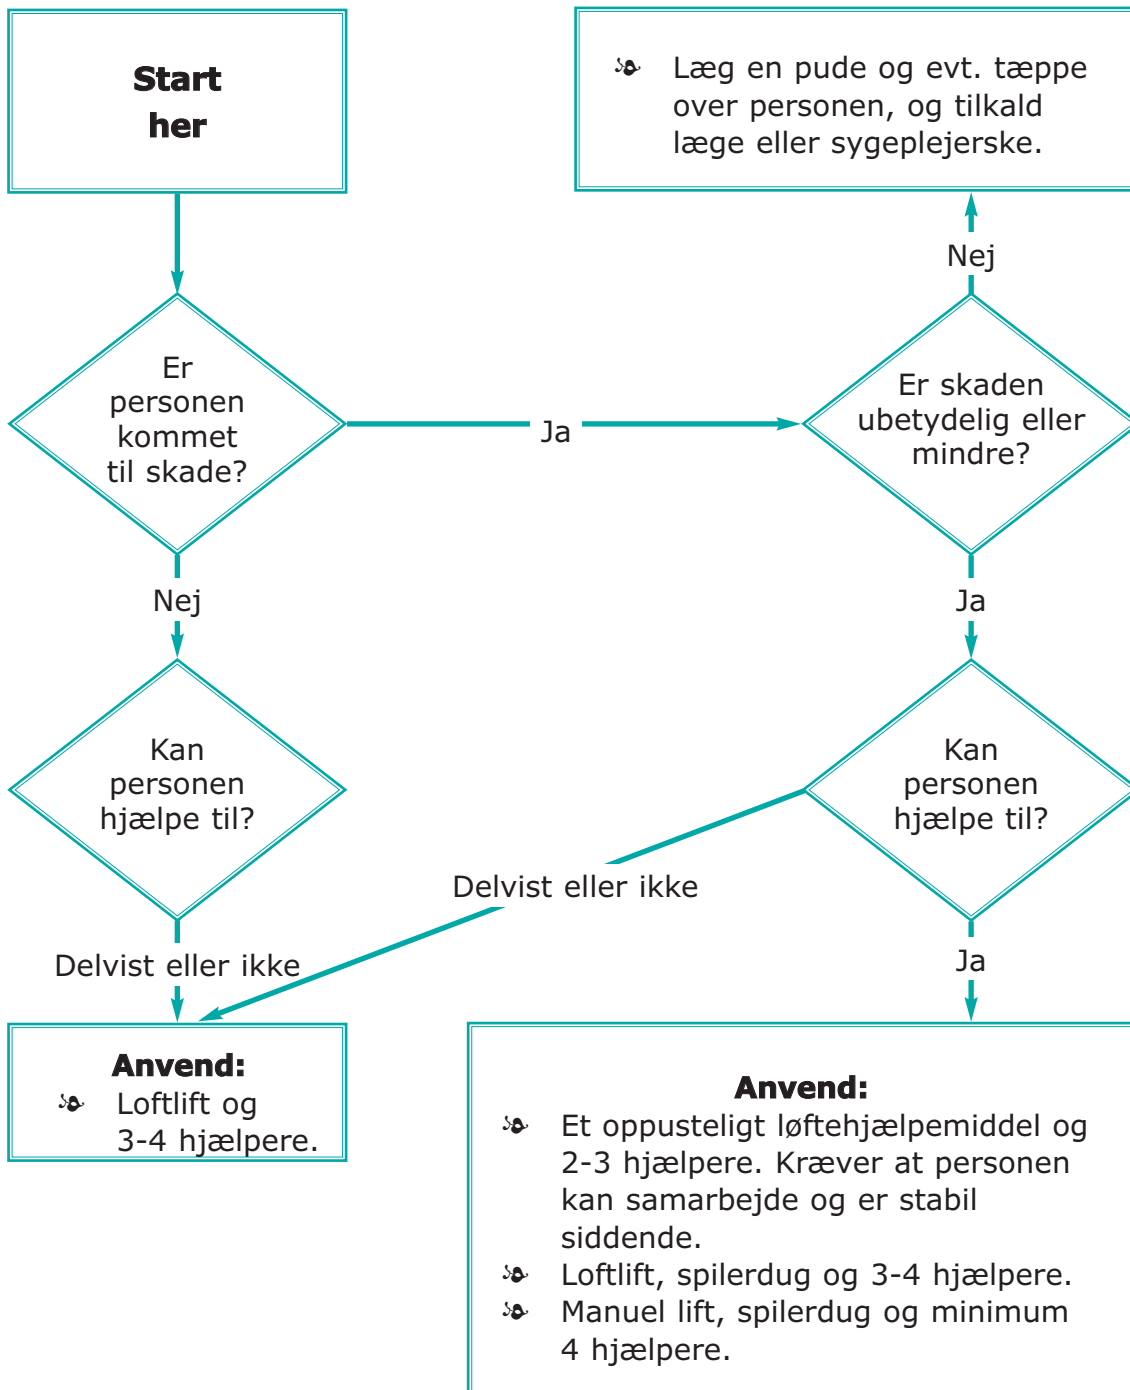 Start
her
Læg en pude og evt. tæppe
over personen, og tilkald
læge eller sygeplejerske.
Nej
Er
personen
kommet
til skade?
Ja
Er skaden
ubetydelig eller
mindre?
Nej
Ja
Kan
personen
hjælpe til?
Kan
personen
hjælpe til?
Delvist eller ikke
Delvist eller ikke
Ja
Anvend:
Loftlift og
3-4 hjælpere.
Anvend:
Et oppusteligt løftehjælpemiddel og
2-3 hjælpere. Kræver at personen
kan samarbejde og er stabil
siddende.
Loftlift, spilerdug og 3-4 hjælpere.
Manuel lift, spilerdug og minimum
4 hjælpere.